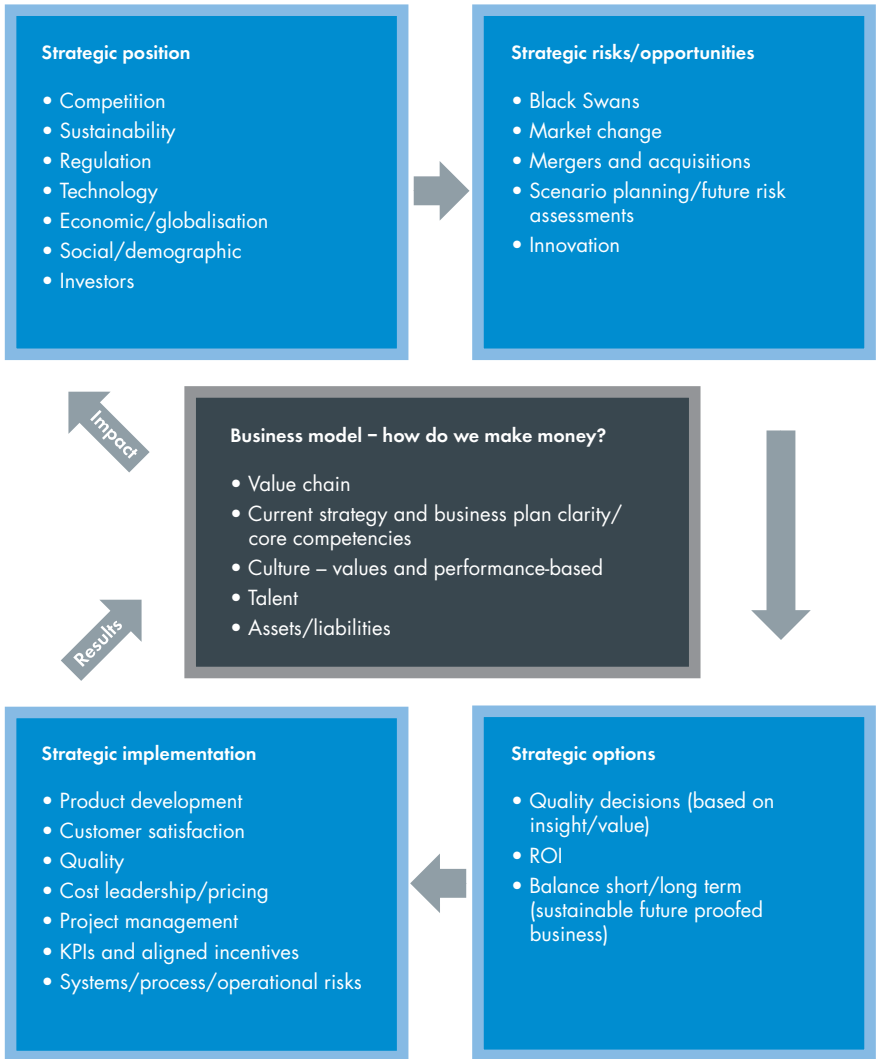 Strategic position
• Competition
• Sustainability
• Regulation
• Technology
• Economic/globalisation
• Social/demographic
• Investors
Strategic risks/opportunities
• Black Swans
• Market change
• Mergers and acquisitions
• Scenario planning/future risk
assessments
• Innovation
Impact
Business model – how do we make money?
• Value chain
• Current strategy and business plan clarity/
core competencies
• Culture – values and performance-based
• Talent
• Assets/liabilities
Results
Strategic implementation
• Product development
• Customer satisfaction
• Quality
• Cost leadership/pricing
• Project management
• KPIs and aligned incentives
• Systems/process/operational risks
Strategic options
• Quality decisions (based on
insight/value)
• ROI
• Balance short/long term
(sustainable future proofed
business)